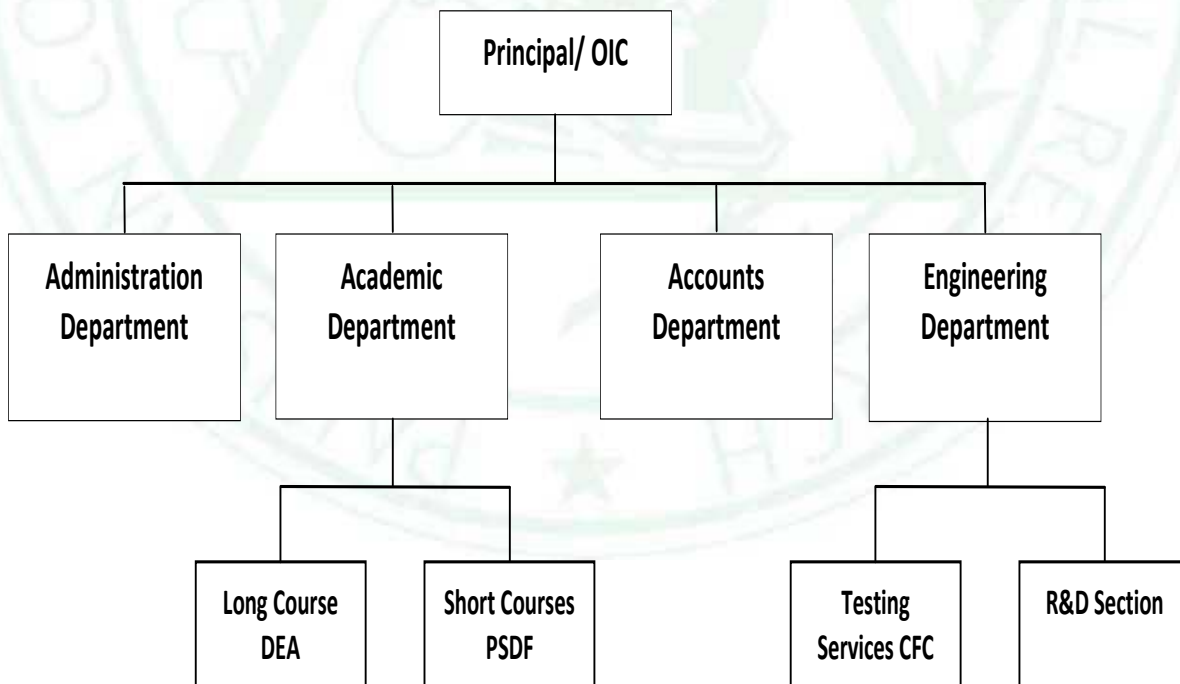 Principal/ OIC
Administration
Department
Academic
Department
Accounts
Department
Engineering
Department
Long Course
DEA
Short Courses
PSDF
Testing
Services CFC
R&D Section